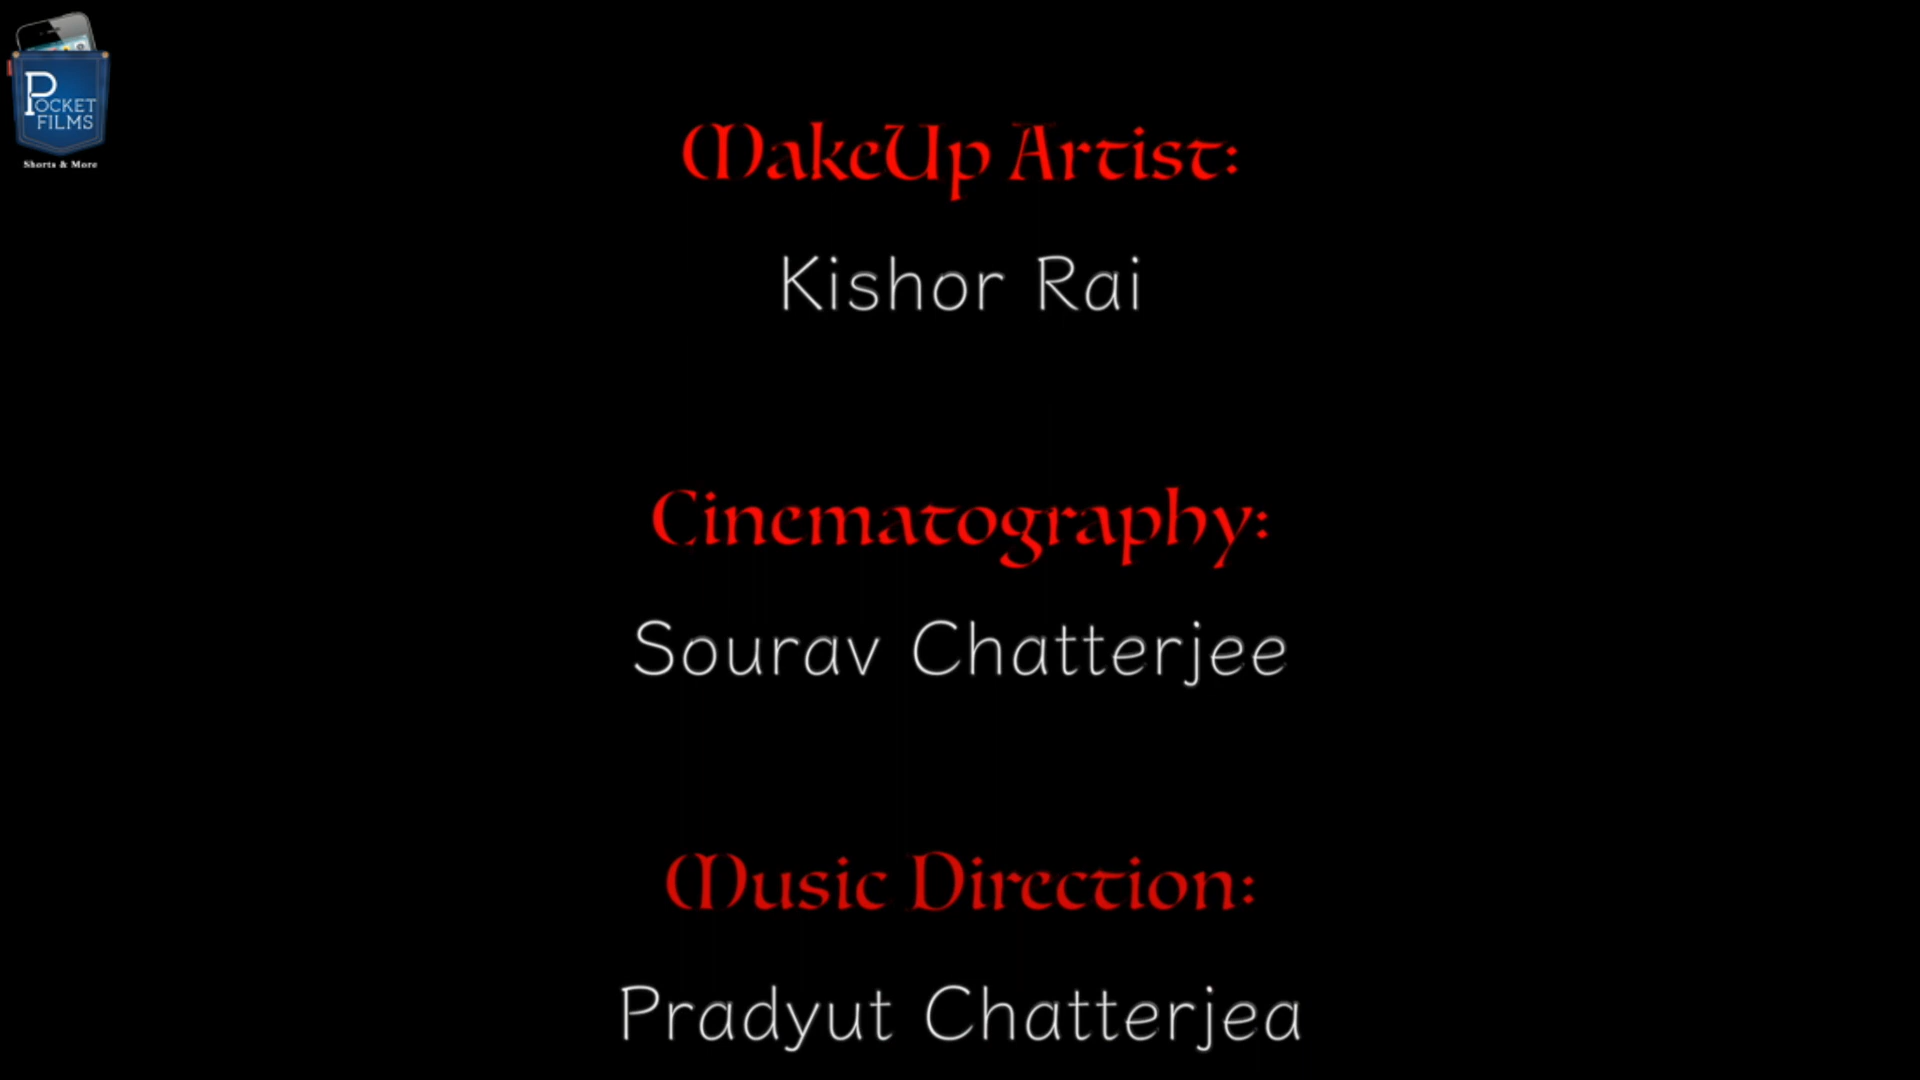 POCKET
FILMS
Shorts & More
MakeUp Artist:
Kishor Rai
Cinematography:
Sourav Chatterjee
Music Direction:
Pradyut Chatterjea